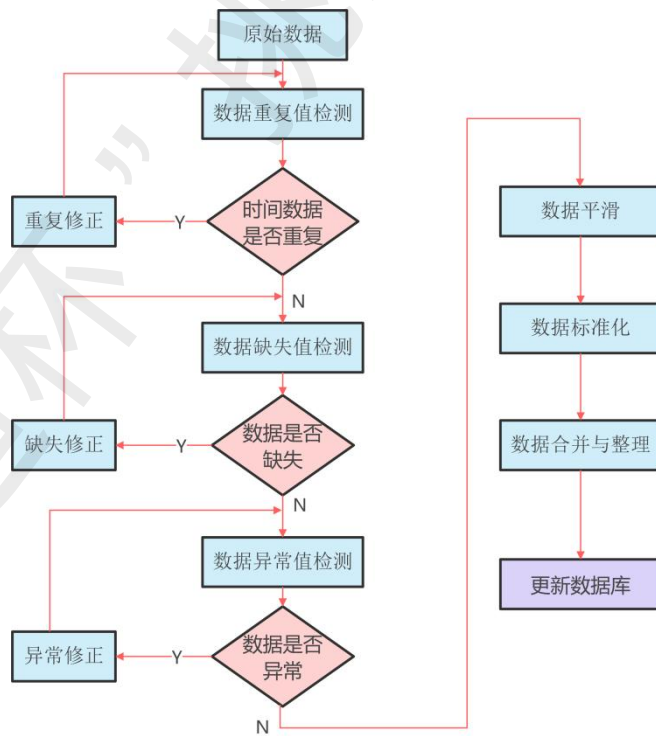 原始数据
数据重复值检测
时间数据
是否重复
Y
重复修正
N
数据缺失值检测
数据是否
缺失
Y
缺失修正
N
数据异常值检测
数据是否
异常
Y
异常修正
N
数据平滑
数据标准化
数据合并与整理
更新数据库
杯”挑